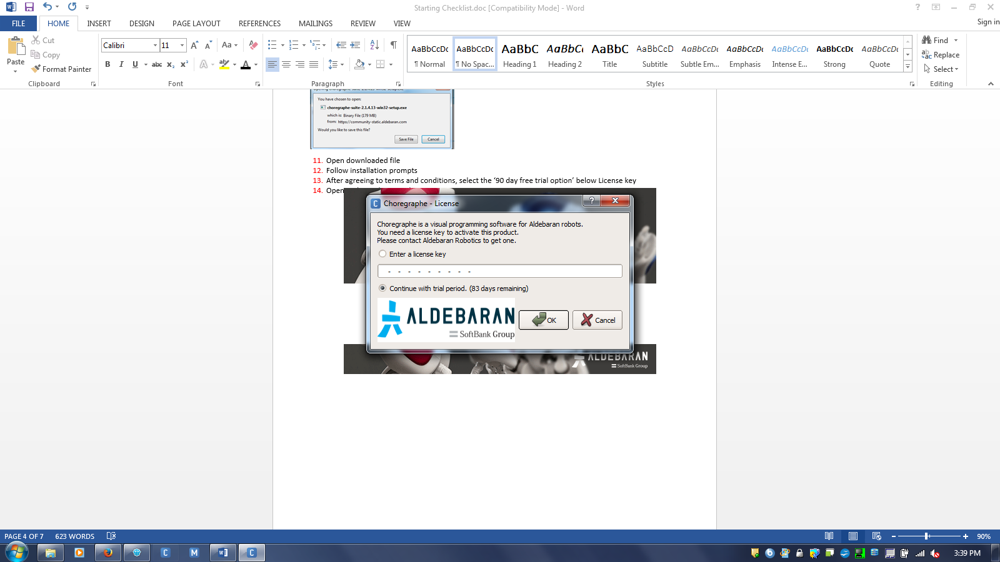 Starting Checklist.doc [Compatibility Mode] - Word
FILE HOME INSERT DESIGN PAGE LAYOUT REFERENCES MAILINGS REVIEW VIEW Sign in
Paste
Cut
Copy
Format Painter
Clipboard
Calibri 11
Font
Paragraph
AaBbCcDc AaBbCcDc AaBbC AaBbCc AaBbC AaBbCcD AaBbCcDc AaBbCcDc AaBbCcDc AaBbCcDc AaBbCcDc
¶ Normal ¶ No Spac... Heading 1 Heading 2 Title Subtitle Subtle Em... Emphasis Intense E... Strong Quote
Styles
Find
Replace
Select
Editing
You have chosen to open:
choregraphe-suite-2.1.4.13-win32-setup.exe
which is: Binary File (179 MB)
from: https://community-static.aldebaran.com
Would you like to save this file?
Save File Cancel
11. Open downloaded file
12. Follow installation prompts
13. After agreeing to terms and conditions, select the ‘90 day free trial option’ below License key
14. Open
Choregraphe - License
Choregraphe is a visual programming software for Aldebaran robots.
You need a license key to activate this product.
Please contact Aldebaran Robotics to get one.
Enter a license key
- - - - - - - - -
Continue with trial period. (83 days remaining)
ALDEBARAN
SoftBank Group
OK Cancel
ALDEBARAN
SoftBank Group
PAGE 4 OF 7 623 WORDS 90%
3:39 PM